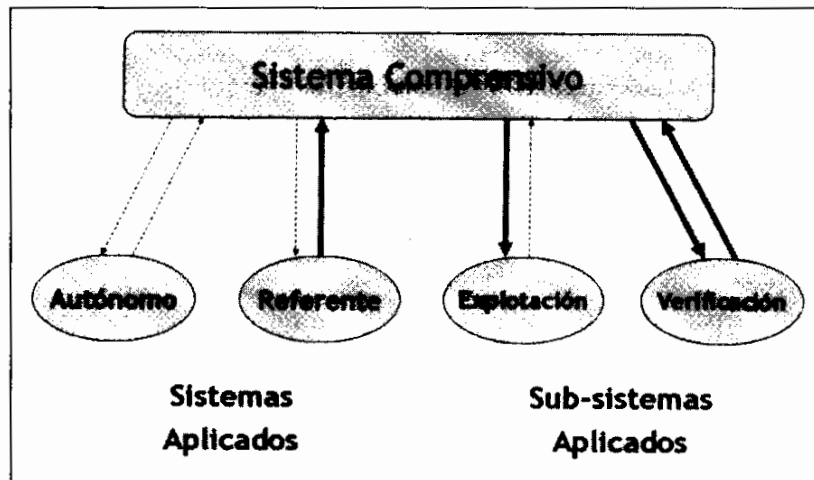 Sistema Comprensivo
Autónomo
Referente
Explotación
Verificación
Sistemas
Aplicados
Sub-sistemas
Aplicados